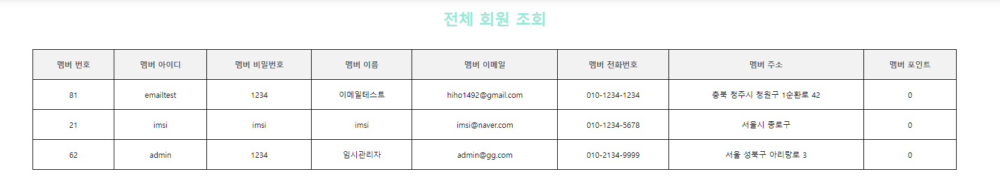 전체 회원 조회
멤버 번호 멤버 아이디 멤버 비밀번호 멤버 이름 멤버 이메일 멤버 전화번호 멤버 주소 멤버 포인트
81 emailtest 1234 이메일테스트 hiho1492@gmail.com 010-1234-1234 충북 청주시 청원구 1순환로 42 0
21 imsi imsi imsi imsi@naver.com 010-1234-5678 서울시 종로구 0
62 admin 1234 임시관리자 admin@gg.com 010-2134-9999 서울 성북구 아리랑로 3 0